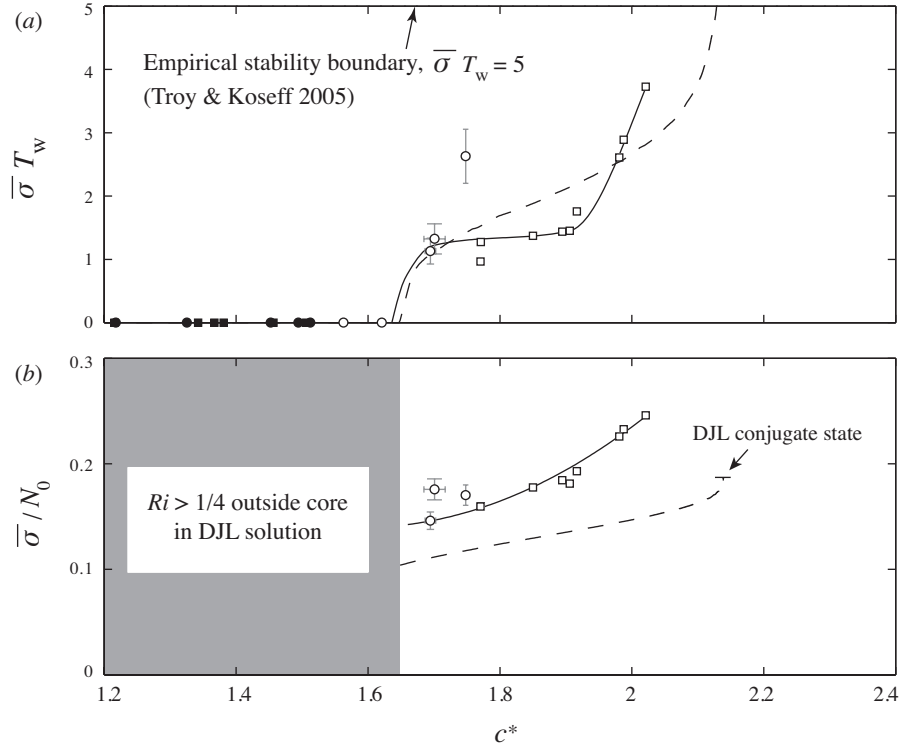 (a)
5
4
3
2
1
0
σ̅ T_w
Empirical stability boundary, σ̅ T_w = 5
(Troy & Koseff 2005)
(b)
0.3
0.2
0.1
0
σ̅ / N_0
Ri > 1/4 outside core
in DJL solution
DJL conjugate state
1.2 1.4 1.6 1.8 2 2.2 2.4
c*